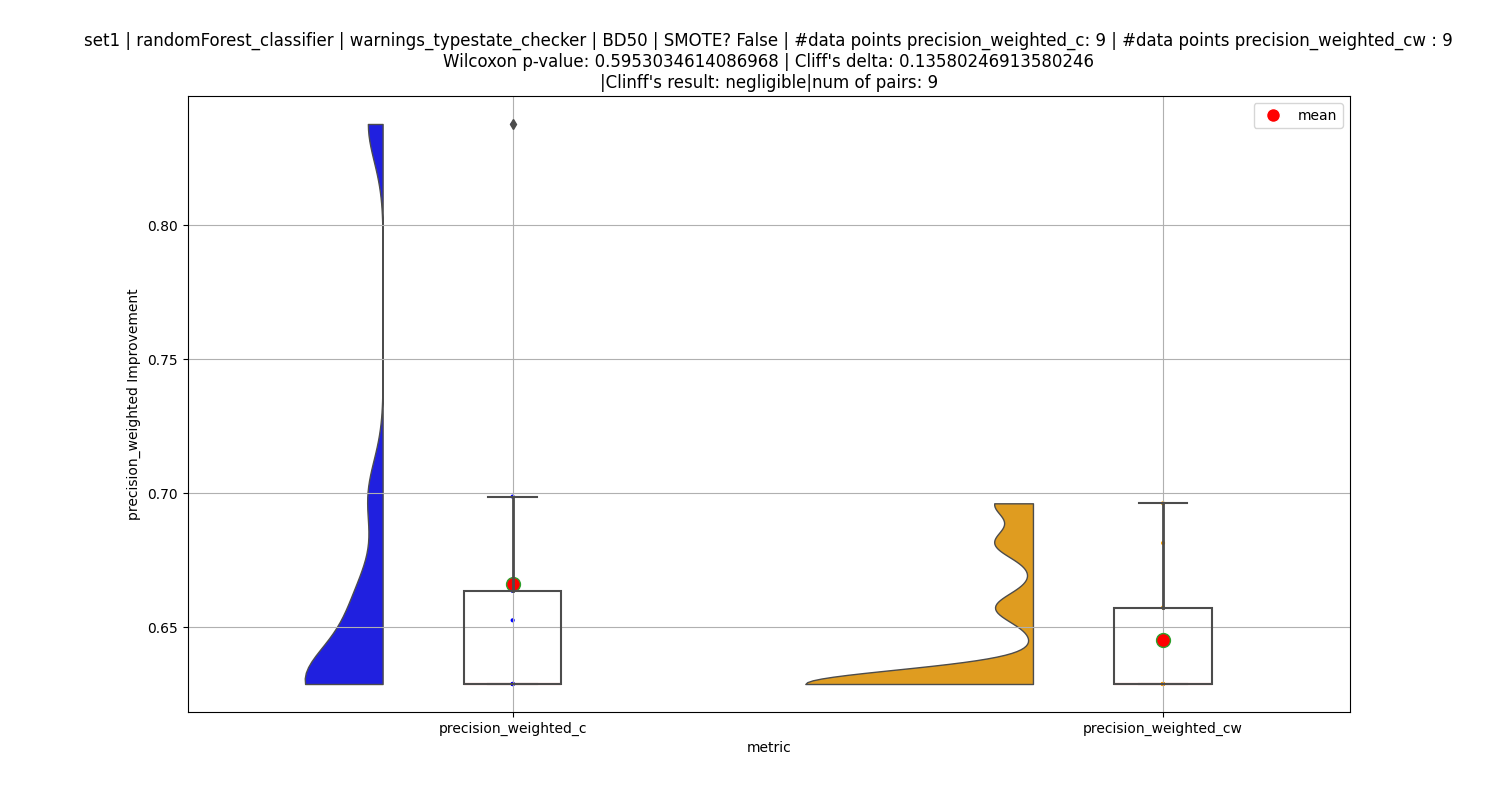 set1 | randomForest_classifier | warnings_typestate_checker | BD50 | SMOTE? False | #data points precision_weighted_c: 9 | #data points precision_weighted_cw : 9
Wilcoxon p-value: 0.5953034614086968 | Cliff's delta: 0.13580246913580246
|Clinff's result: negligible|num of pairs: 9
mean
0.80
0.75
0.70
0.65
precision_weighted Improvement
precision_weighted_c
precision_weighted_cw
metric